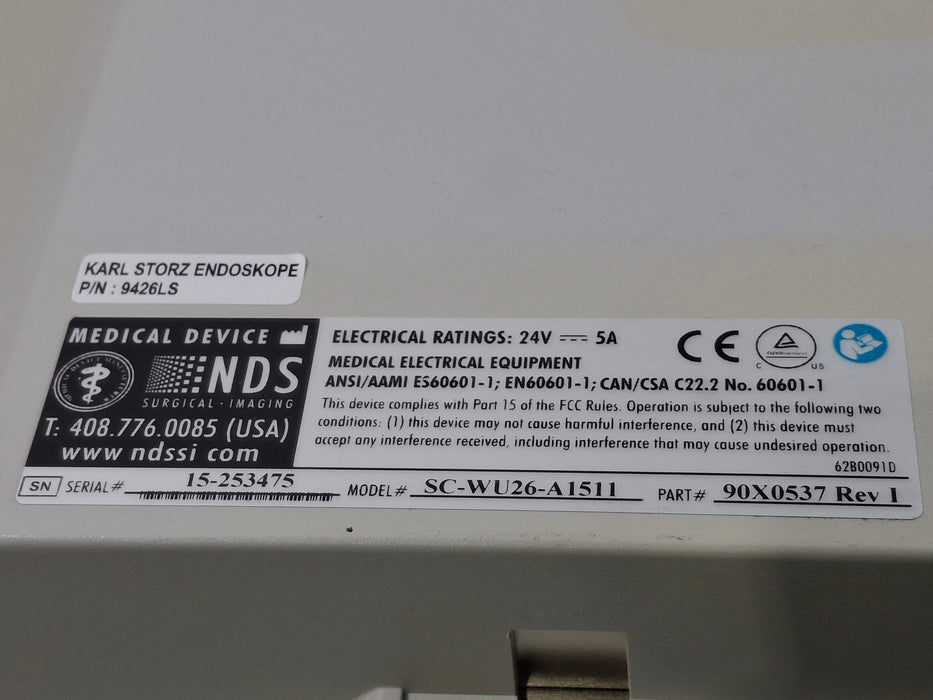 KARL STORZ ENDOSKOPE
P/N : 9426LS
MEDICAL DEVICE
NDS
SURGICAL · IMAGING
T: 408.776.0085 (USA)
www ndssi com
ELECTRICAL RATINGS: 24V 5A
MEDICAL ELECTRICAL EQUIPMENT
ANSI/AAMI ES60601-1; EN60601-1; CAN/CSA C22.2 No. 60601-1
This device complies with Part 15 of the FCC Rules. Operation is subject to the following two
conditions: (1) this device may not cause harmful interference, and (2) this device must
accept any interference received, including interference that may cause undesired operation.
CE
C US
62B0091D
SN SERIAL# 15-253475 MODEL# SC-WU26-A1511 PART# 90X0537 Rev I